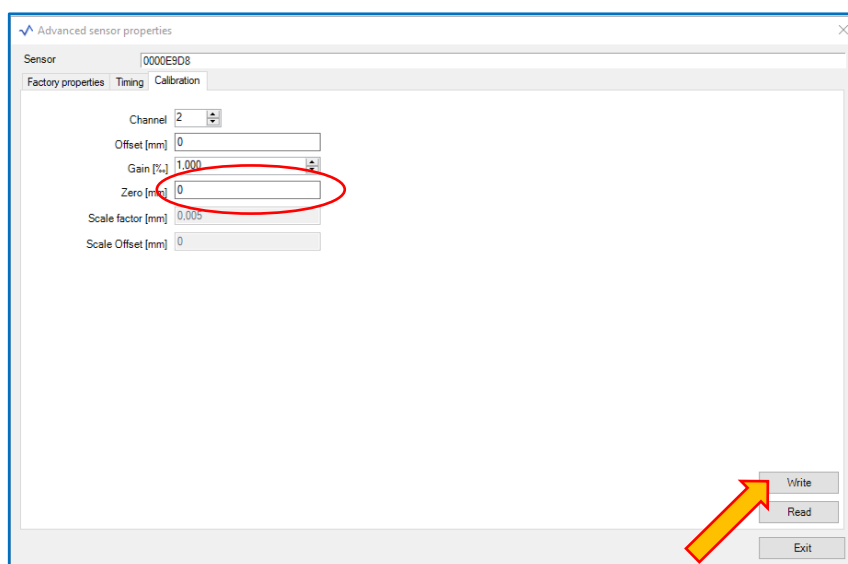 Advanced sensor properties
Sensor 0000E9D8
Factory properties Timing Calibration
Channel 2
Offset [mm] 0
Gain [‰] 1,000
Zero [mm] 0
Scale factor [mm] 0,005
Scale Offset [mm] 0
Write
Read
Exit